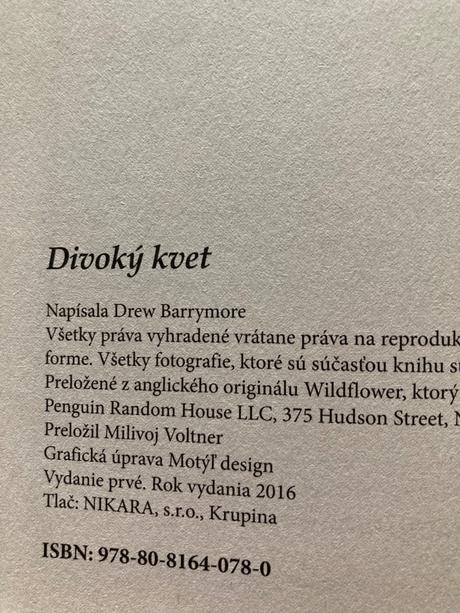 Divoký kvet
Napísala Drew Barrymore
Všetky práva vyhradené vrátane práva na
forme. Všetky fotografie, ktoré sú súčasťou knihu
Preložené z anglického originálu Wildflower, ktorý
Penguin Random House LLC, 375 Hudson Street,
Preložil Milivoj Voltner
Grafická úprava Motýľ design
Vydanie prvé. Rok vydania 2016
Tlač: NIKARA, s.r.o., Krupina
ISBN: 978-80-8164-078-0